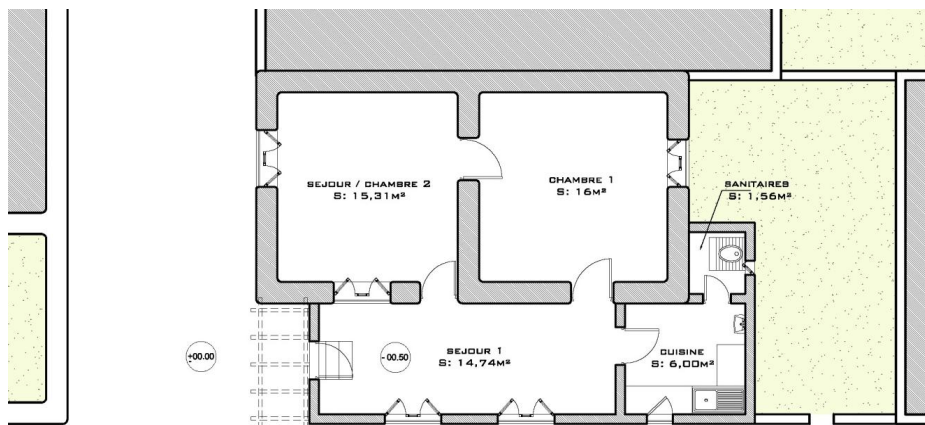 SEJOUR / CHAMBRE 2
S: 15,31M²
CHAMBRE 1
S: 16M²
SANITAIRES
S: 1,56M²
+00.00
-00.50
SEJOUR 1
S: 14,74M²
CUISINE
S: 6,00M²